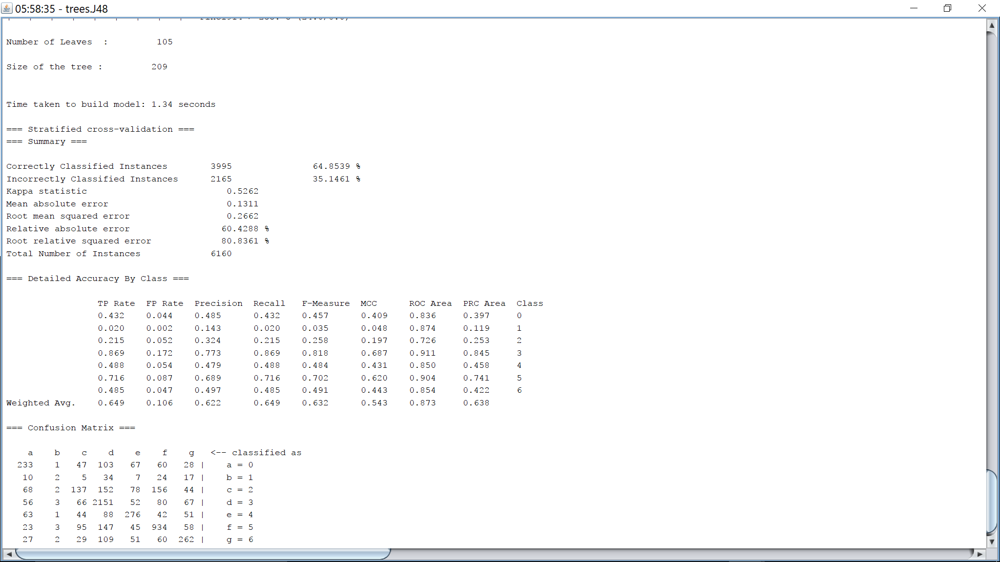 05:58:35 - trees.J48
Number of Leaves  :         105
Size of the tree :         209
Time taken to build model: 1.34 seconds
=== Stratified cross-validation ===
=== Summary ===
Correctly Classified Instances        3995               64.8539 %
Incorrectly Classified Instances      2165               35.1461 %
Kappa statistic                          0.5262
Mean absolute error                      0.1311
Root mean squared error                  0.2662
Relative absolute error                 60.4288 %
Root relative squared error             80.8361 %
Total Number of Instances             6160
=== Detailed Accuracy By Class ===
                 TP Rate  FP Rate  Precision  Recall   F-Measure  MCC      ROC Area  PRC Area  Class
                 0.432    0.044    0.485      0.432    0.457      0.409    0.836     0.397     0
                 0.020    0.002    0.143      0.020    0.035      0.048    0.874     0.119     1
                 0.215    0.052    0.324      0.215    0.258      0.197    0.726     0.253     2
                 0.869    0.172    0.773      0.869    0.818      0.687    0.911     0.845     3
                 0.488    0.054    0.479      0.488    0.484      0.431    0.850     0.458     4
                 0.716    0.087    0.689      0.716    0.702      0.620    0.904     0.741     5
                 0.485    0.047    0.497      0.485    0.491      0.443    0.854     0.422     6
Weighted Avg.    0.649    0.106    0.622      0.649    0.632      0.543    0.873     0.638
=== Confusion Matrix ===
    a    b    c    d    e    f    g   <-- classified as
  233    1   47  103   67   60   28 |    a = 0
   10    2    5   34    7   24   17 |    b = 1
   68    2  137  152   78  156   44 |    c = 2
   56    3   66 2151   52   80   67 |    d = 3
   63    1   44   88  276   42   51 |    e = 4
   23    3   95  147   45  934   58 |    f = 5
   27    2   29  109   51   60  262 |    g = 6